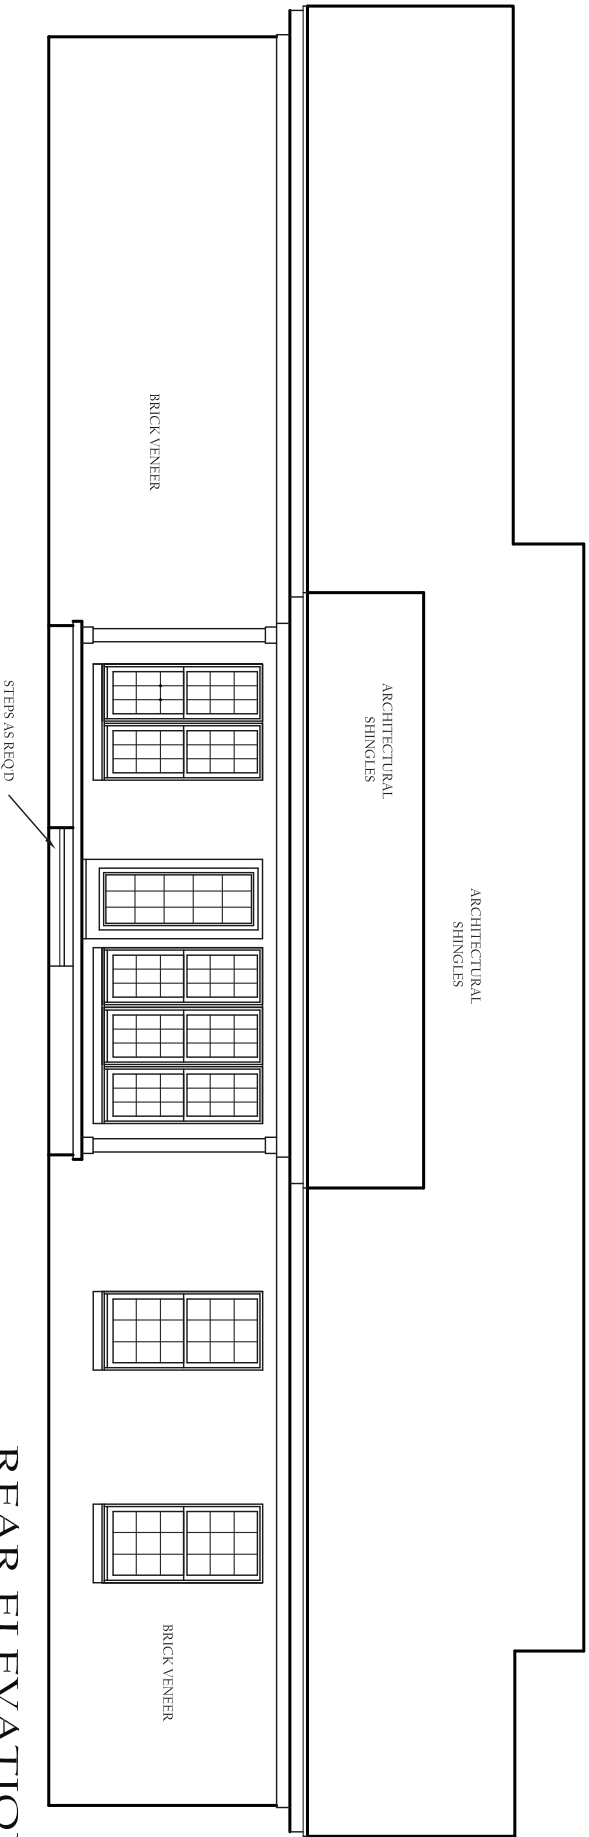 ARCHITECTURAL
SHINGLES
ARCHITECTURAL
SHINGLES
BRICK VENEER
BRICK VENEER
STEPS AS REQ'D
REAR ELEVATIO